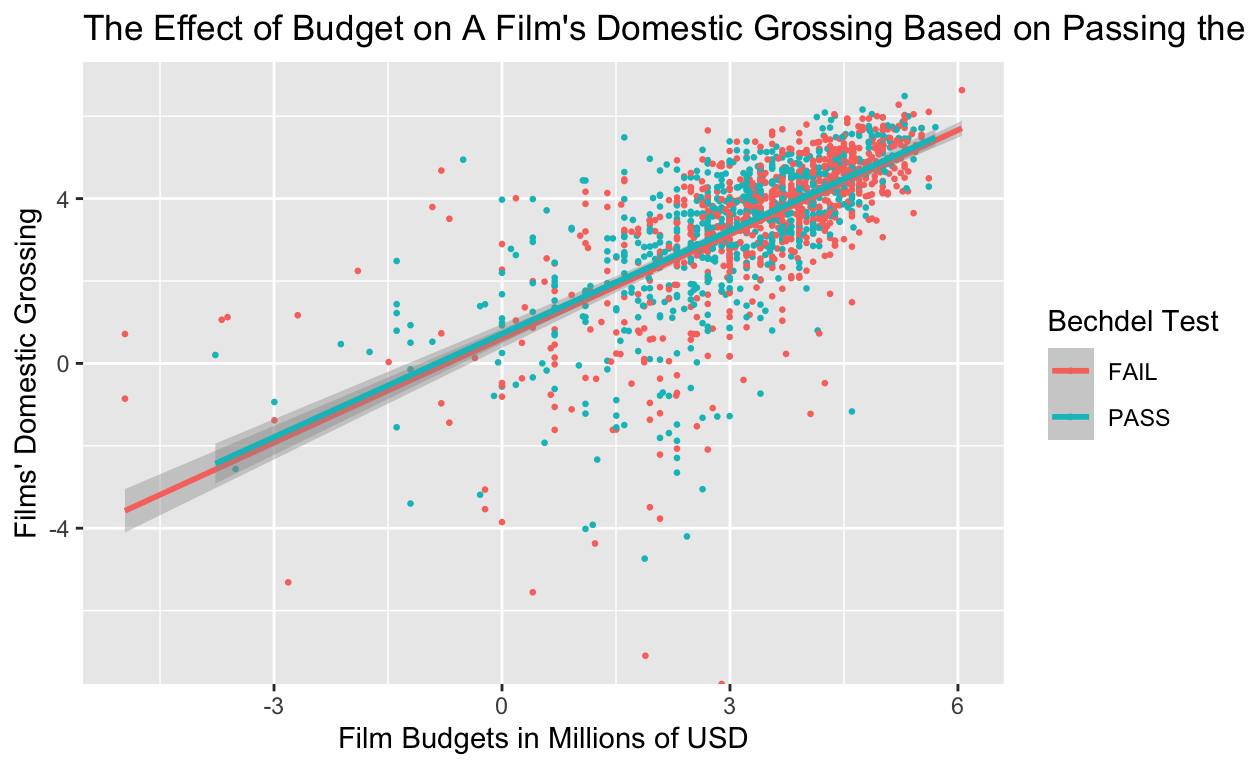 The Effect of Budget on A Film's Domestic Grossing Based on Passing the
Films' Domestic Grossing
4
0
-4
-3
0
3
6
Film Budgets in Millions of USD
Bechdel Test
FAIL
PASS